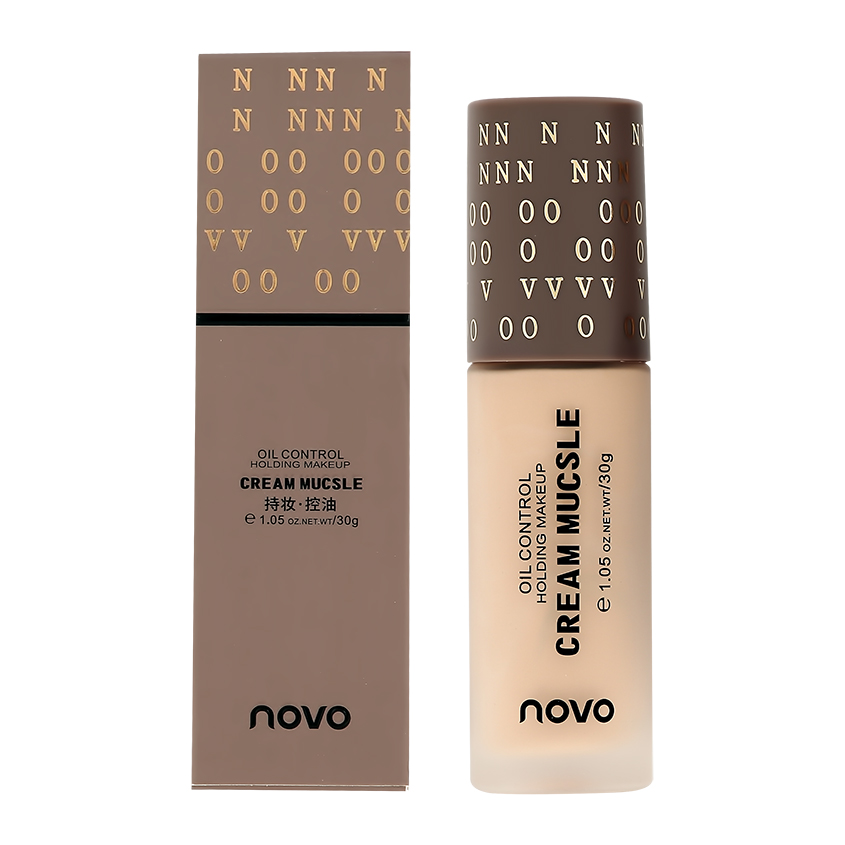 N NN N
N NNN N
O OO OOO
O OO O O
VV V VVV
OO OO
OIL CONTROL
HOLDING MAKEUP
CREAM MUCSLE
持妆·控油
℮ 1.05 OZ.NET.WT/30g
novo
NN N N N
NNN NNN
OO OO OOO
OO O OO O
V V VVVV V
O OO O OO
OIL CONTROL
HOLDING MAKEUP
CREAM MUCSLE
℮ 1.05 OZ.NET.WT/30g
novo